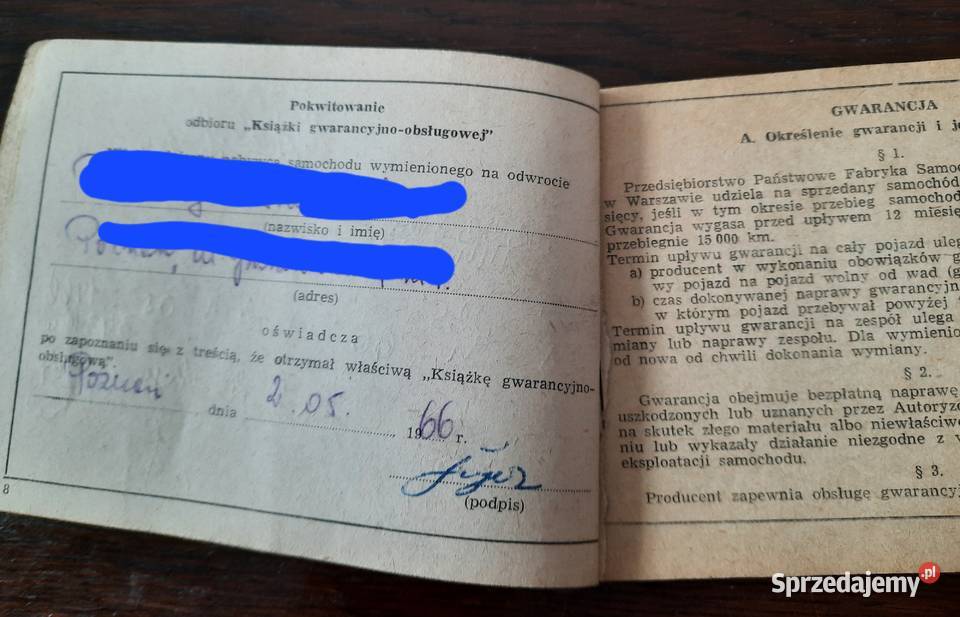 Pokwitowanie
odbioru „Książki gwarancyjno-obsługowej"
samochodu wymienionego na odwrocie
(nazwisko i imię)
Poznań,
(adres)
oświadcza
po zapoznaniu się z treścią, że otrzymał właściwą „Książkę gwarancyjno-
obsługową".
Poznań dnia 2.05. 1966 r.
(podpis)
8
GWARANCJA
A. Określenie gwarancji i
§ 1.
Przedsiębiorstwo Państwowe Fabryka Samo
w Warszawie udziela na sprzedany samochód
sięcy, jeśli w tym okresie przebieg samochod
Gwarancja wygasa przed upływem 12 miesię
przebiegnie 15 000 km.
Termin upływu gwarancji na cały pojazd uleg
a) producent w wykonaniu obowiązków g
wy pojazd na pojazd wolny od wad (g
b) czas dokonywanej naprawy gwarancyjn
w którym pojazd przebywał powyżej
Termin upływu gwarancji na zespół ulega
miany lub naprawy zespołu. Dla wymienio
od nowa od chwili dokonania wymiany.
§ 2.
Gwarancja obejmuje bezpłatną naprawę
uszkodzonych lub uznanych przez Autoryzo
na skutek złego materiału albo niewłaściwe
niu lub wykazały działanie niezgodne z
eksploatacji samochodu.
§ 3.
Producent zapewnia obsługę gwarancyj
Sprzedajemy.pl